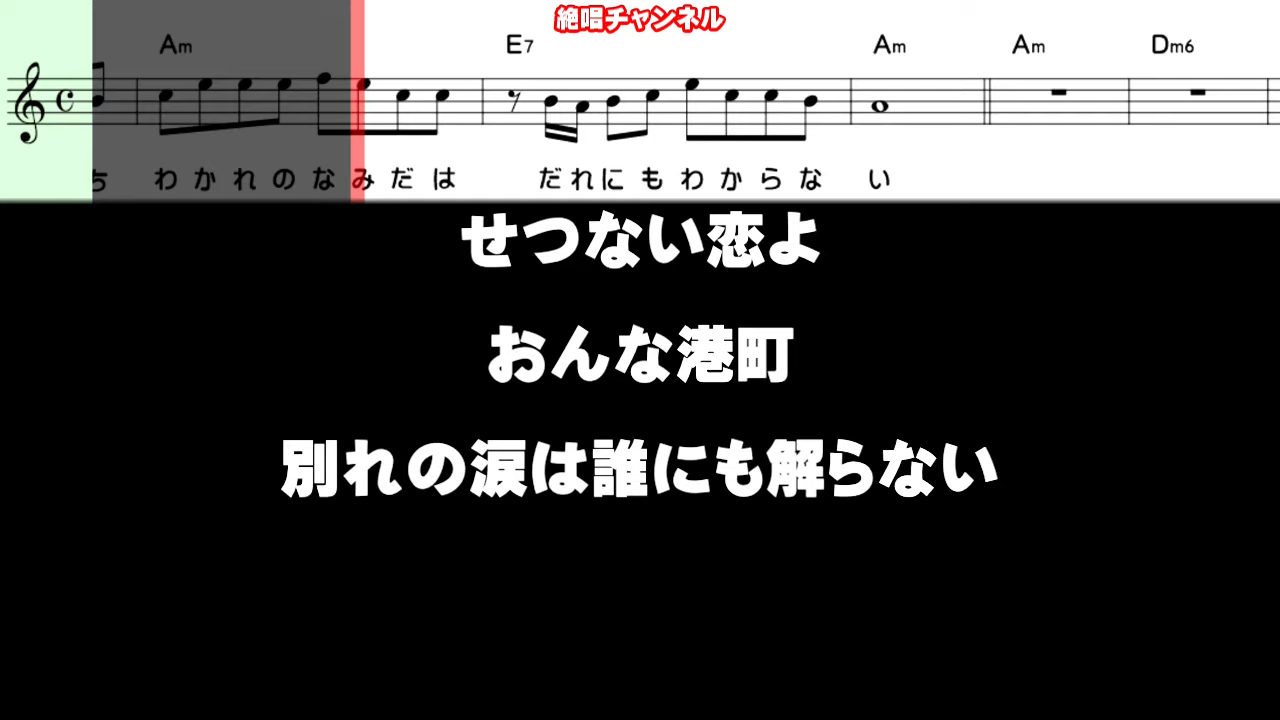 絶唱チャンネル
Am E7 Am Am Dm6
ち わ か れ の な み だ は だ れ に も わ か ら な い
せつない恋よ
おんな港町
別れの涙は誰にも解らない